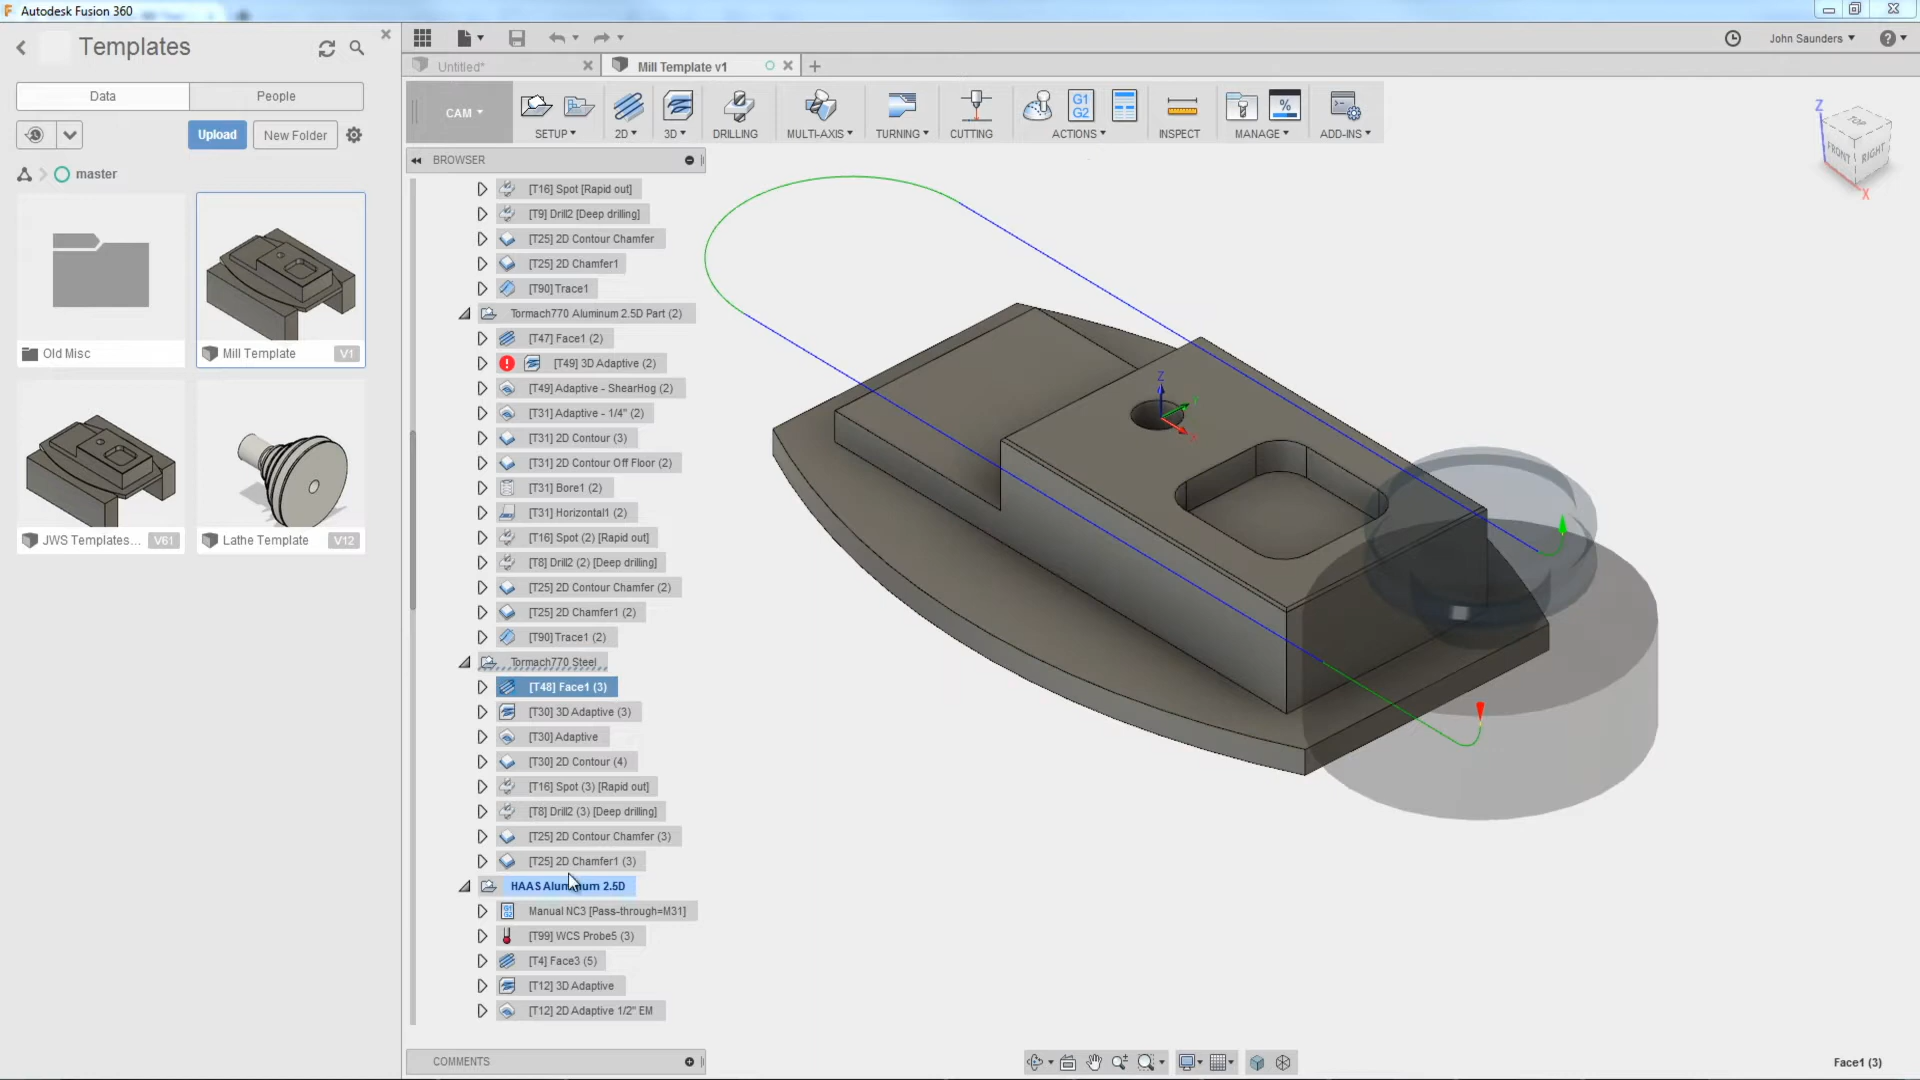 Autodesk Fusion 360
Templates
Data
People
Upload
New Folder
master
Old Misc
Mill Template
V1
JWS Templates...
V61
Lathe Template
V12
John Saunders
Untitled*
Mill Template v1
CAM
SETUP
2D
3D
DRILLING
MULTI-AXIS
TURNING
CUTTING
G1
G2
ACTIONS
INSPECT
%
MANAGE
ADD-INS
BROWSER
[T16] Spot [Rapid out]
[T9] Drill2 [Deep drilling]
[T25] 2D Contour Chamfer
[T25] 2D Chamfer1
[T90] Trace1
Tormach770 Aluminum 2.5D Part (2)
[T47] Face1 (2)
[T49] 3D Adaptive (2)
[T49] Adaptive - ShearHog (2)
[T31] Adaptive - 1/4" (2)
[T31] 2D Contour (3)
[T31] 2D Contour Off Floor (2)
[T31] Bore1 (2)
[T31] Horizontal1 (2)
[T16] Spot (2) [Rapid out]
[T8] Drill2 (2) [Deep drilling]
[T25] 2D Contour Chamfer (2)
[T25] 2D Chamfer1 (2)
[T90] Trace1 (2)
Tormach770 Steel
[T48] Face1 (3)
[T30] 3D Adaptive (3)
[T30] Adaptive
[T30] 2D Contour (4)
[T16] Spot (3) [Rapid out]
[T8] Drill2 (3) [Deep drilling]
[T25] 2D Contour Chamfer (3)
[T25] 2D Chamfer1 (3)
HAAS Aluminum 2.5D
Manual NC3 [Pass-through=M31]
[T99] WCS Probe5 (3)
[T4] Face3 (5)
[T12] 3D Adaptive
[T12] 2D Adaptive 1/2" EM
COMMENTS
Z
TOP
FRONT
RIGHT
X
Z
Face1 (3)